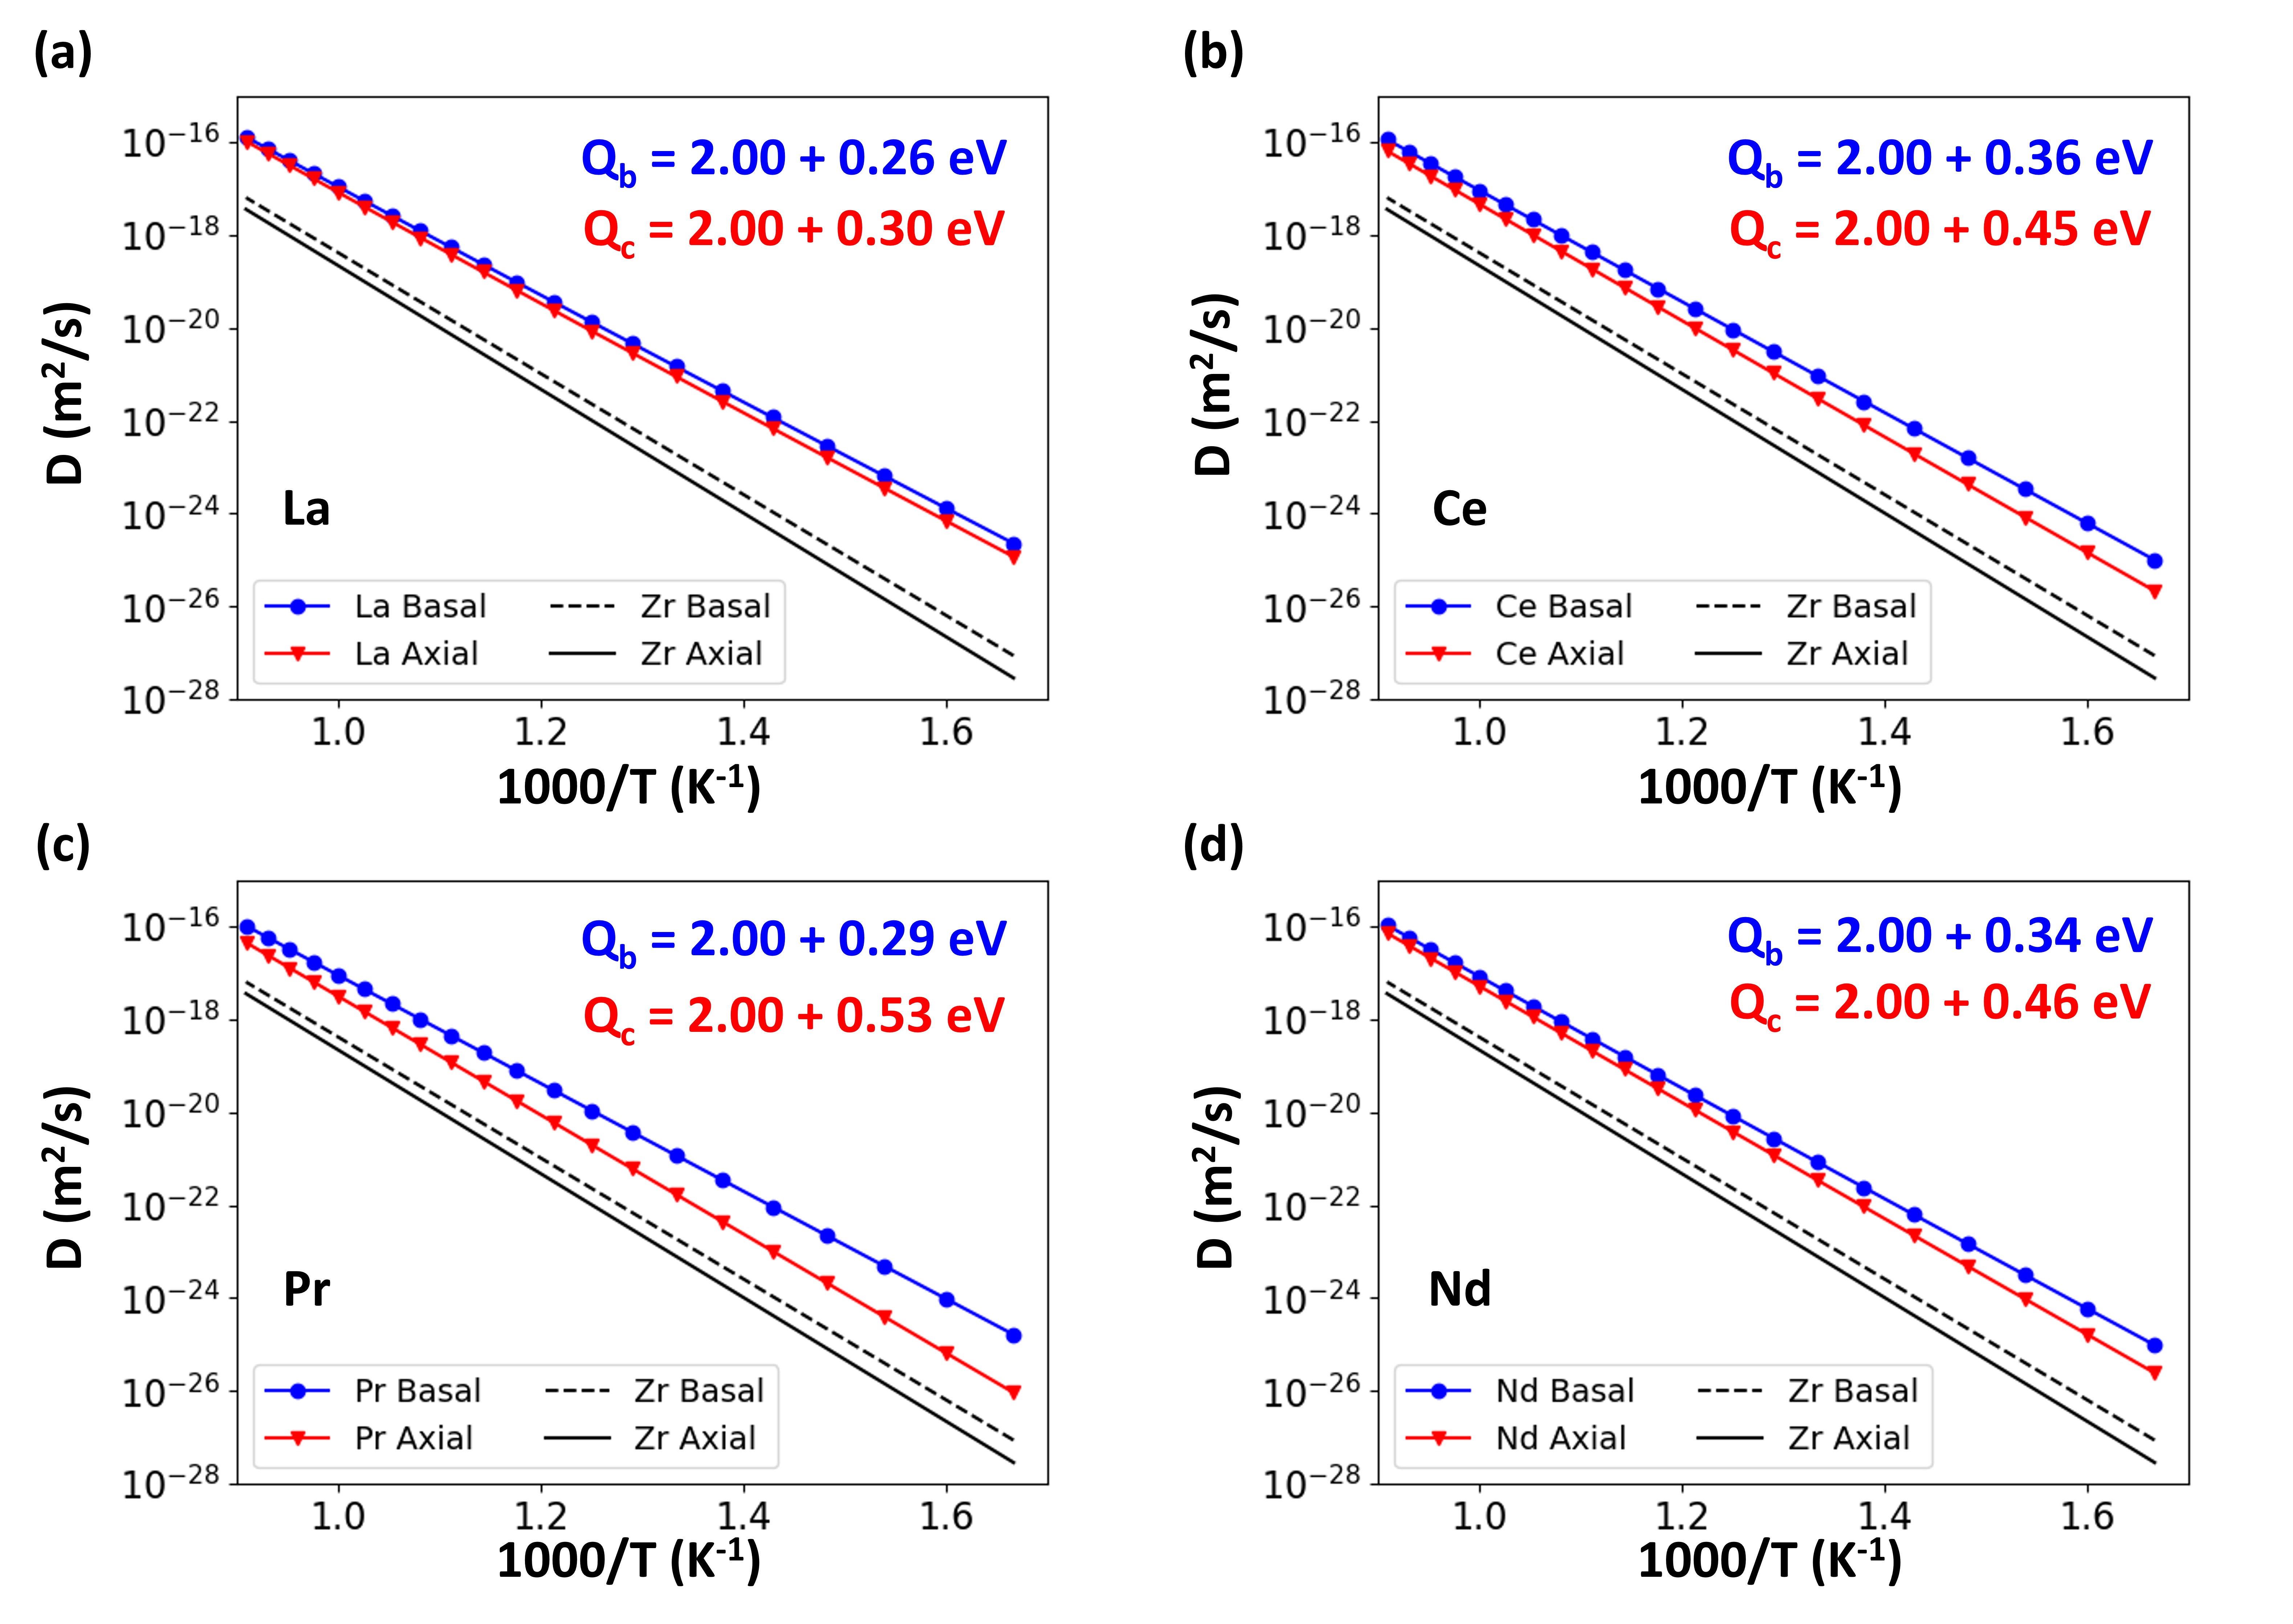 (a)
10⁻¹⁶
10⁻¹⁸
10⁻²⁰
10⁻²²
10⁻²⁴
10⁻²⁶
10⁻²⁸
D (m²/s)
Q_b = 2.00 + 0.26 eV
Q_c = 2.00 + 0.30 eV
La
La Basal
La Axial
Zr Basal
Zr Axial
1.0 1.2 1.4 1.6
1000/T (K⁻¹)
(b)
10⁻¹⁶
10⁻¹⁸
10⁻²⁰
10⁻²²
10⁻²⁴
10⁻²⁶
10⁻²⁸
D (m²/s)
Q_b = 2.00 + 0.36 eV
Q_c = 2.00 + 0.45 eV
Ce
Ce Basal
Ce Axial
Zr Basal
Zr Axial
1.0 1.2 1.4 1.6
1000/T (K⁻¹)
(c)
10⁻¹⁶
10⁻¹⁸
10⁻²⁰
10⁻²²
10⁻²⁴
10⁻²⁶
10⁻²⁸
D (m²/s)
Q_b = 2.00 + 0.29 eV
Q_c = 2.00 + 0.53 eV
Pr
Pr Basal
Pr Axial
Zr Basal
Zr Axial
1.0 1.2 1.4 1.6
1000/T (K⁻¹)
(d)
10⁻¹⁶
10⁻¹⁸
10⁻²⁰
10⁻²²
10⁻²⁴
10⁻²⁶
10⁻²⁸
D (m²/s)
Q_b = 2.00 + 0.34 eV
Q_c = 2.00 + 0.46 eV
Nd
Nd Basal
Nd Axial
Zr Basal
Zr Axial
1.0 1.2 1.4 1.6
1000/T (K⁻¹)